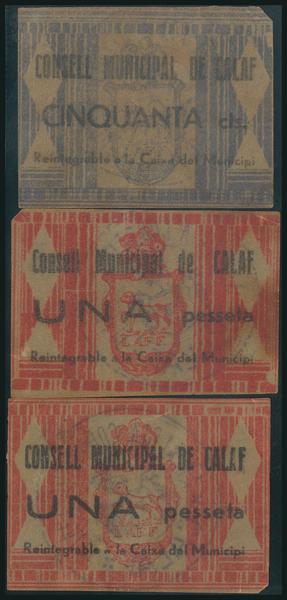 CONSELL MUNICIPAL DE CALAF
CINQUANTA cts.
Reintegrable a la Caixa del Municipi
Consell Municipal de CALAF
UNA pesseta
CALAF
Reintegrable a la Caixa del Municipi
CONSELL MUNICIPAL DE CALAF
UNA pesseta
Reintegrable a la Caixa del Municipi